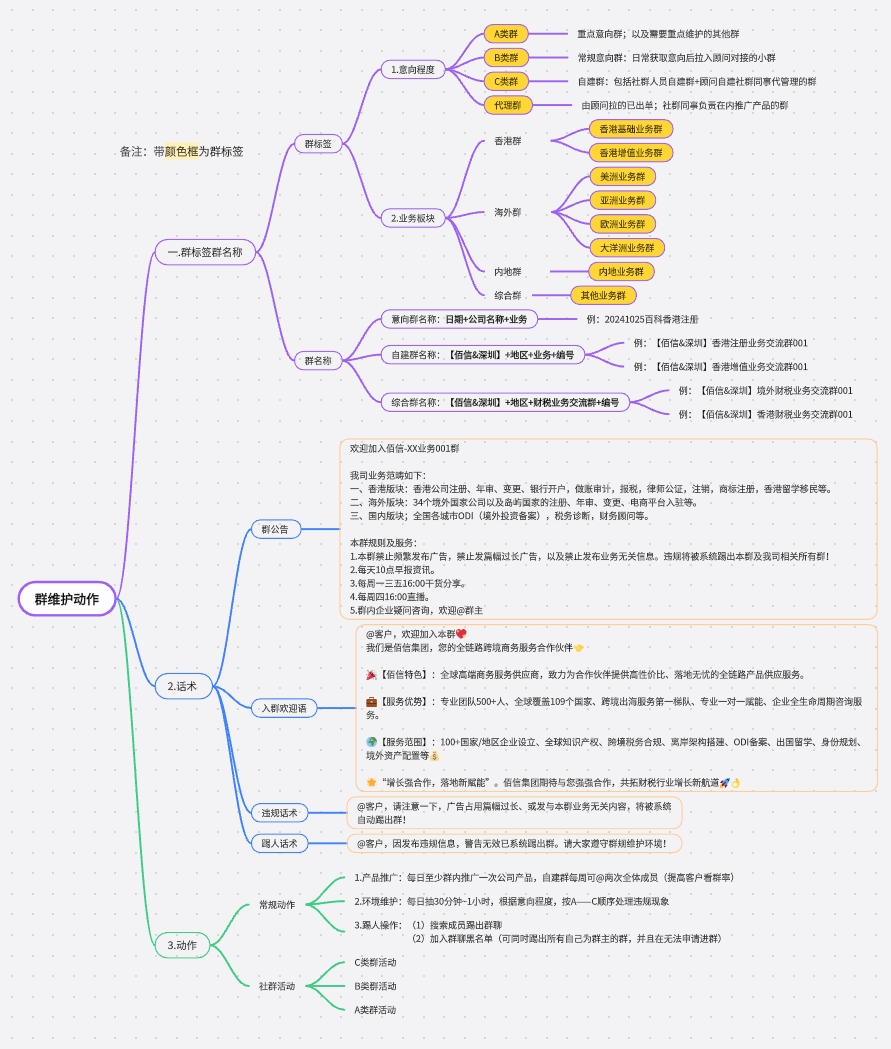 群维护动作
备注：带颜色框为群标签
一.群标签群名称
群标签
1.意向程度
A类群
重点意向群；以及需要重点维护的其他群
B类群
常规意向群：日常获取意向后拉入顾问对接的小群
C类群
自建群：包括社群人员自建群+顾问自建社群同事代管理的群
代理群
由顾问拉的已出单；社群同事负责在内推广产品的群
2.业务板块
香港群
香港基础业务群
香港增值业务群
海外群
美洲业务群
亚洲业务群
欧洲业务群
大洋洲业务群
内地群
内地业务群
综合群
其他业务群
群名称
意向群名称：日期+公司名称+业务
例：20241025百科香港注册
自建群名称：【佰信&深圳】+地区+业务+编号
例：【佰信&深圳】香港注册业务交流群001
例：【佰信&深圳】香港增值业务交流群001
综合群名称：【佰信&深圳】+地区+财税业务交流群+编号
例：【佰信&深圳】境外财税业务交流群001
例：【佰信&深圳】香港财税业务交流群001
2.话术
群公告
欢迎加入佰信-XX业务001群
我司业务范畴如下：
一、香港版块：香港公司注册、年审、变更、银行开户，做账审计，报税，律师公证，注销，商标注册，香港留学移民等。
二、海外版块：34个境外国家公司以及岛屿国家的注册、年审、变更、电商平台入驻等。
三、国内版块；全国各城市ODI（境外投资备案），税务诊断，财务顾问等。
本群规则及服务：
1.本群禁止频繁发布广告，禁止发篇幅过长广告，以及禁止发布业务无关信息。违规将被系统踢出本群及我司相关所有群！
2.每天10点早报资讯。
3.每周一三五16:00干货分享。
4.每周四16:00直播。
5.群内企业疑问咨询，欢迎@群主
入群欢迎语
@客户，欢迎加入本群💖
我们是佰信集团，您的全链路跨境商务服务合作伙伴🤝
🎉【佰信特色】：全球高端商务服务供应商，致力为合作伙伴提供高性价比、落地无忧的全链路产品供应服务。
💼【服务优势】：专业团队500+人、全球覆盖109个国家、跨境出海服务第一梯队、专业一对一赋能、企业全生命周期咨询服
务。
🌍【服务范围】：100+国家/地区企业设立、全球知识产权、跨境税务合规、离岸架构搭建、ODI备案、出国留学、身份规划、
境外资产配置等💰
🌟“增长强合作，落地新赋能”。佰信集团期待与您强强合作，共拓财税行业增长新航道🚀👌
违规话术
@客户，请注意一下，广告占用篇幅过长、或发与本群业务无关内容，将被系统
自动踢出群！
踢人话术
@客户，因发布违规信息，警告无效已系统踢出群。请大家遵守群规维护环境！
3.动作
常规动作
1.产品推广：每日至少群内推广一次公司产品，自建群每周可@两次全体成员（提高客户看群率）
2.环境维护：每日抽30分钟~1小时，根据意向程度，按A——C顺序处理违规现象
3.踢人操作：（1）搜索成员踢出群聊
（2）加入群聊黑名单（可同时踢出所有自己为群主的群，并且在无法申请进群）
社群活动
C类群活动
B类群活动
A类群活动